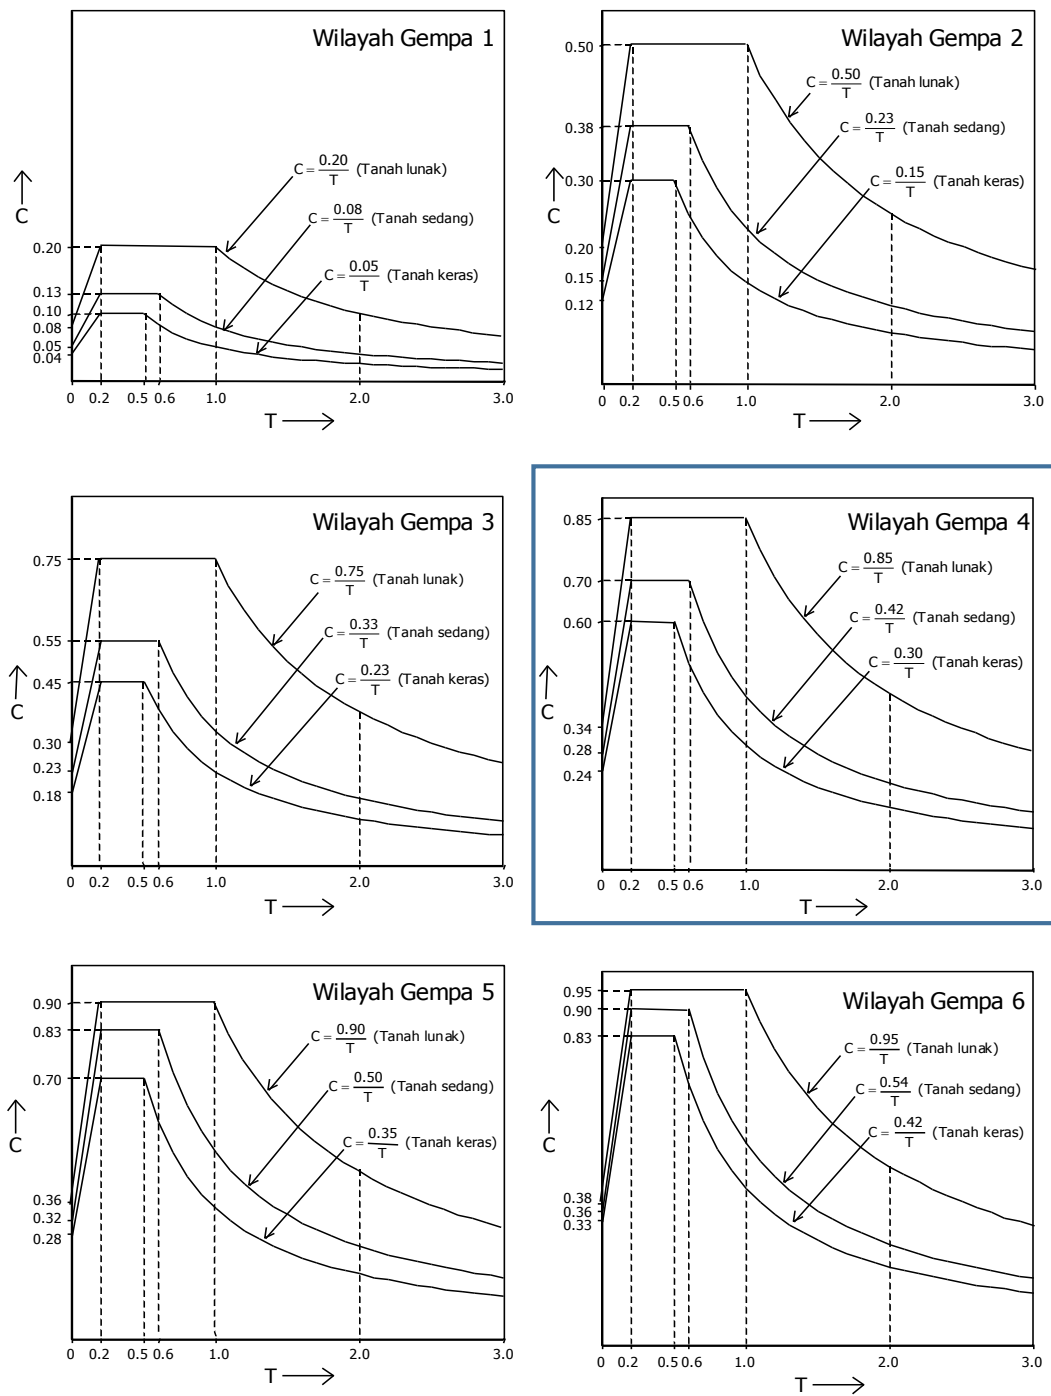 Wilayah Gempa 1
C = 0.20/T (Tanah lunak)
C = 0.08/T (Tanah sedang)
C = 0.05/T (Tanah keras)
C
0.20
0.13
0.10
0.08
0.05
0.04
0 0.2 0.5 0.6 1.0 2.0 3.0
T
Wilayah Gempa 2
C = 0.50/T (Tanah lunak)
C = 0.23/T (Tanah sedang)
C = 0.15/T (Tanah keras)
C
0.50
0.38
0.30
0.20
0.15
0.12
0 0.2 0.5 0.6 1.0 2.0 3.0
T
Wilayah Gempa 3
C = 0.75/T (Tanah lunak)
C = 0.33/T (Tanah sedang)
C = 0.23/T (Tanah keras)
C
0.75
0.55
0.45
0.30
0.23
0.18
0 0.2 0.5 0.6 1.0 2.0 3.0
T
Wilayah Gempa 4
C = 0.85/T (Tanah lunak)
C = 0.42/T (Tanah sedang)
C = 0.30/T (Tanah keras)
C
0.85
0.70
0.60
0.34
0.28
0.24
0 0.2 0.5 0.6 1.0 2.0 3.0
T
Wilayah Gempa 5
C = 0.90/T (Tanah lunak)
C = 0.50/T (Tanah sedang)
C = 0.35/T (Tanah keras)
C
0.90
0.83
0.70
0.36
0.32
0.28
0 0.2 0.5 0.6 1.0 2.0 3.0
T
Wilayah Gempa 6
C = 0.95/T (Tanah lunak)
C = 0.54/T (Tanah sedang)
C = 0.42/T (Tanah keras)
C
0.95
0.90
0.83
0.38
0.36
0.33
0 0.2 0.5 0.6 1.0 2.0 3.0
T